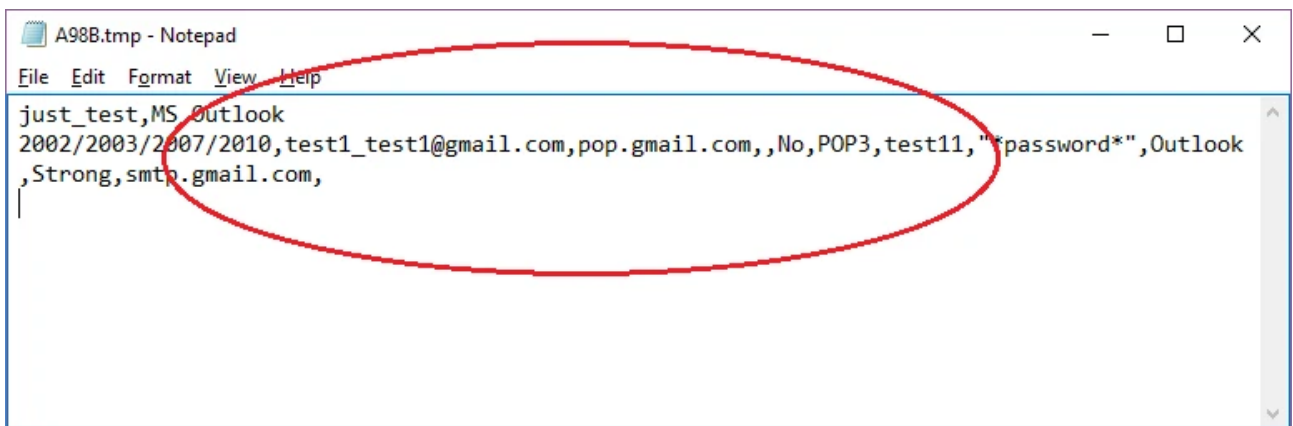 A98B.tmp - Notepad
File Edit Format View Help
just_test,MS Outlook
2002/2003/2007/2010,test1_test1@gmail.com,pop.gmail.com,,No,POP3,test11,"*password*",Outlook
,Strong,smtp.gmail.com,